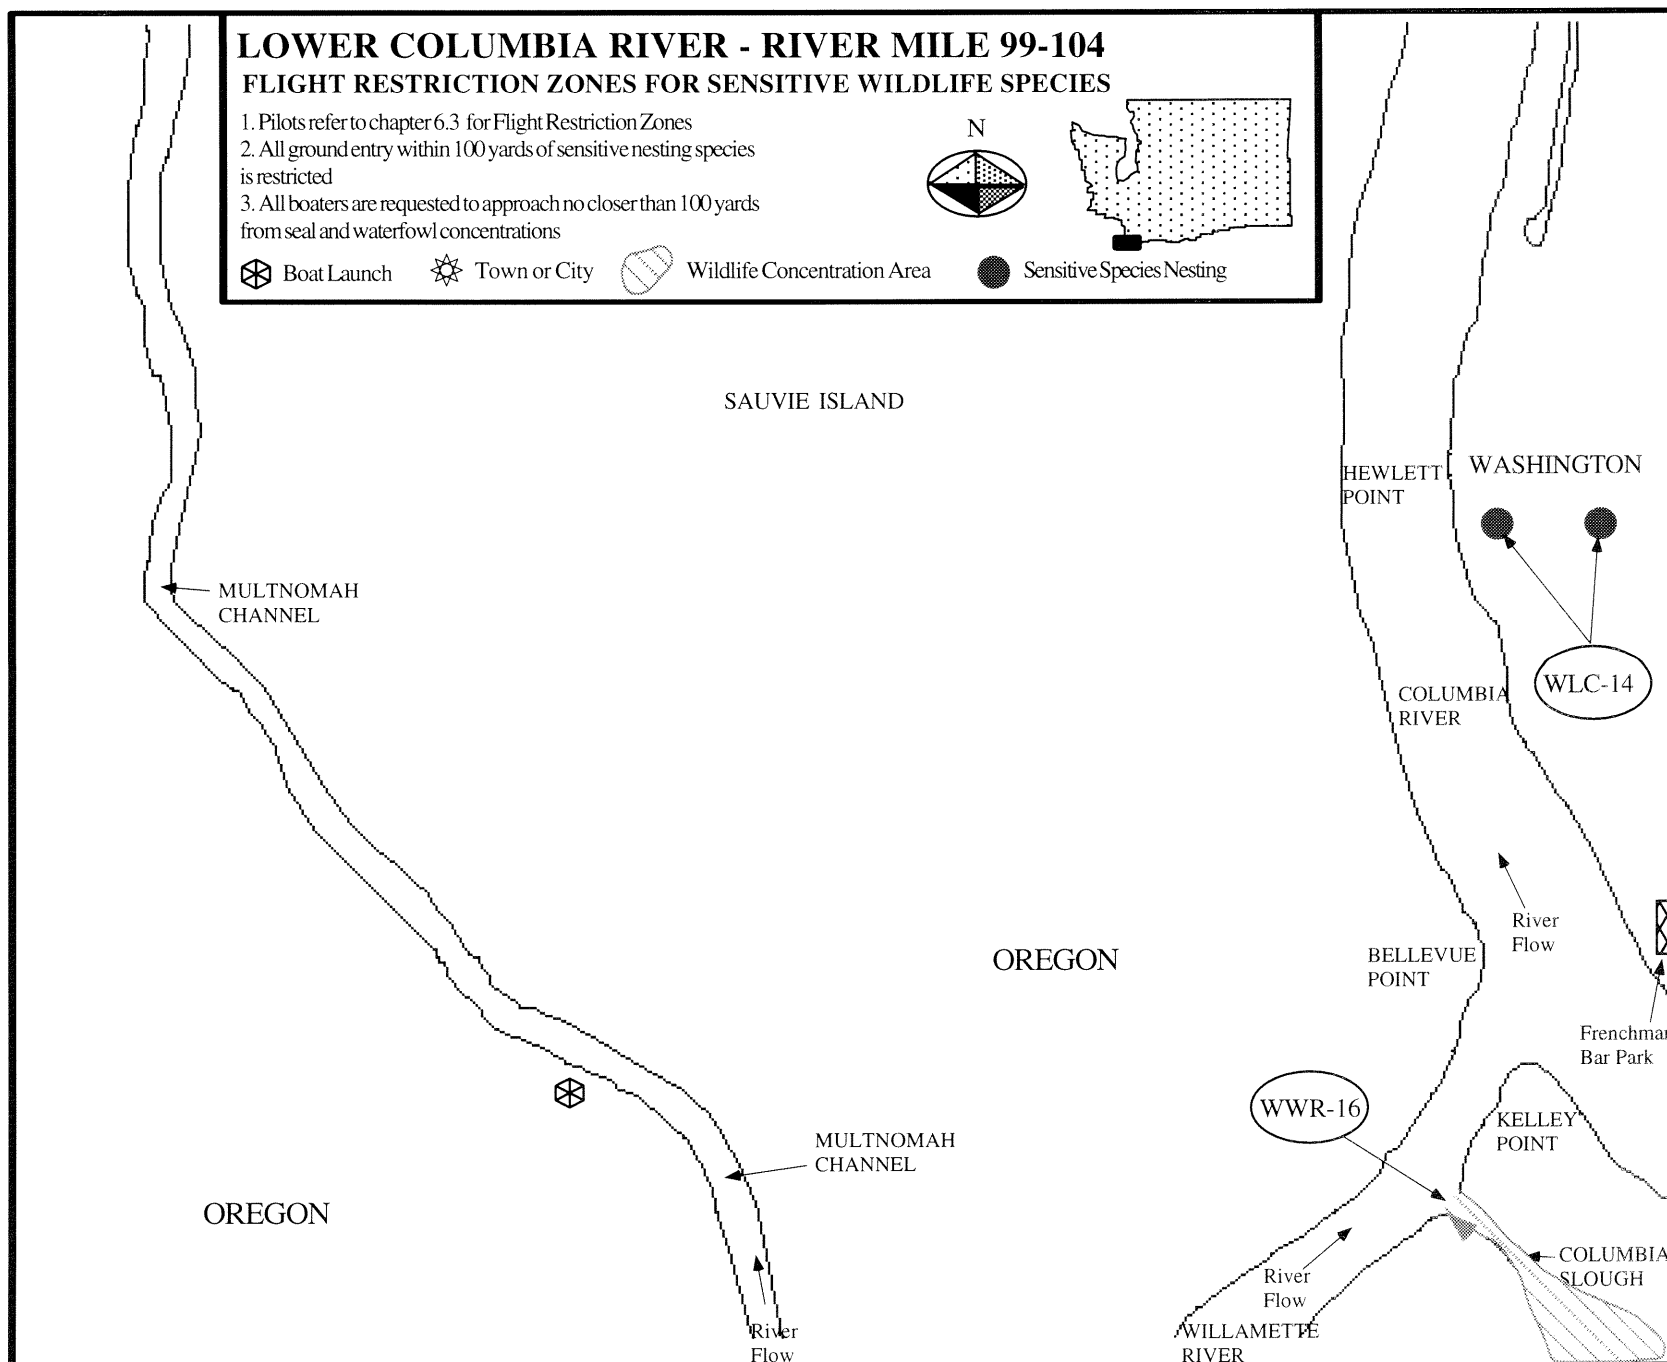 LOWER COLUMBIA RIVER - RIVER MILE 99-104
FLIGHT RESTRICTION ZONES FOR SENSITIVE WILDLIFE SPECIES
1. Pilots refer to chapter 6.3 for Flight Restriction Zones
2. All ground entry within 100 yards of sensitive nesting species
is restricted
3. All boaters are requested to approach no closer than 100 yards
from seal and waterfowl concentrations
N
Boat Launch
Town or City
Wildlife Concentration Area
Sensitive Species Nesting
SAUVIE ISLAND
HEWLETT
POINT
WASHINGTON
MULTNOMAH
CHANNEL
WLC-14
COLUMBIA
RIVER
River
Flow
BELLEVUE
POINT
OREGON
Frenchman
Bar Park
WWR-16
KELLEY
POINT
MULTNOMAH
CHANNEL
OREGON
COLUMBIA
SLOUGH
River
Flow
River
Flow
WILLAMETTE
RIVER